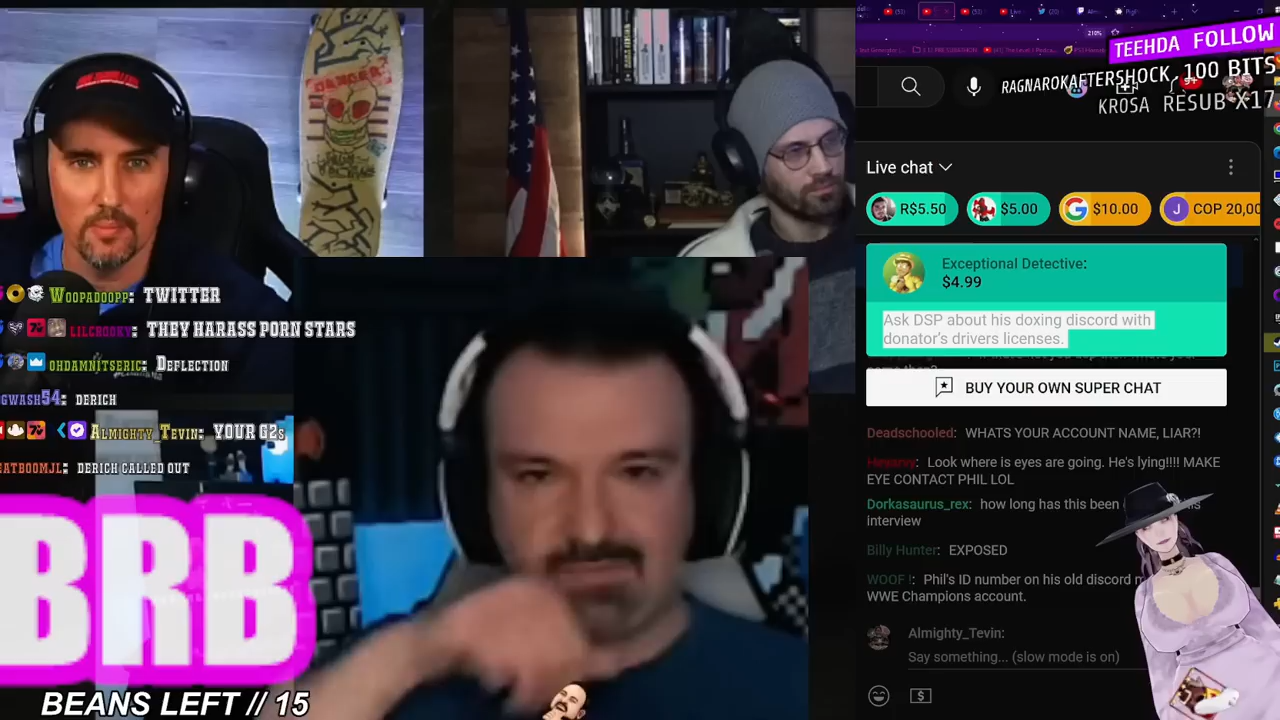 210%
TEEHDA FOLLOW
RAGNAROKAFTERSHOCK 100 BITS
KROSA RESUB X17
DANGER
Live chat
R$5.50
$5.00
$10.00
COP 20,00
Exceptional Detective:
$4.99
Ask DSP about his doxing discord with
donator's drivers licenses.
BUY YOUR OWN SUPER CHAT
Deadschooled: WHATS YOUR ACCOUNT NAME, LIAR?!
Look where is eyes are going. He's lying!!!! MAKE
EYE CONTACT PHIL LOL
Dorkasaurus_rex: how long has this been
interview
Billy Hunter: EXPOSED
WOOF !: Phil's ID number on his old discord
WWE Champions account.
Almighty_Tevin:
Say something... (slow mode is on)
WOOPADOOPP: TWITTER
LILCROOKY: THEY HARASS PORN STARS
OHDAMNITSERIC: DEFLECTION
GWASH54: DERICH
ALMIGHTY_TEVIN: YOUR G2S
EATBOOMJL: DERICH CALLED OUT
BRB
BEANS LEFT // 15